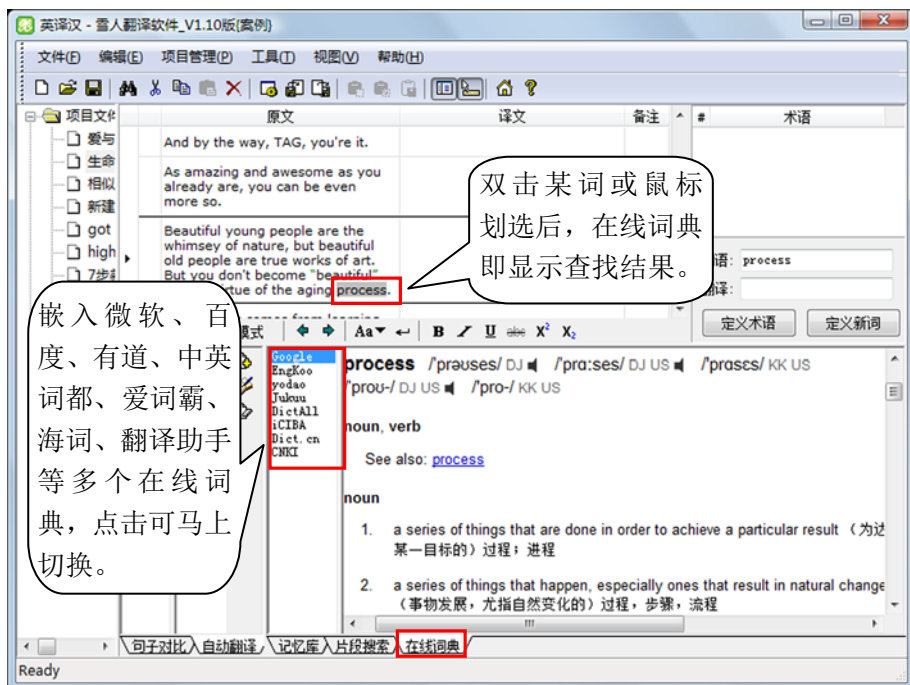 英译汉 - 雪人翻译软件_V1.10版(案例)
文件(F) 编辑(E) 项目管理(P) 工具(T) 视图(V) 帮助(H)
项目文件
爱与
生命
相似
新建
got
high
原文 译文 备注
And by the way, TAG, you're it.
As amazing and awesome as you
already are, you can be even
more so.
Beautiful young people are the
whimsey of nature, but beautiful
old people are true works of art.
But you don't become "beautiful"
rtue of the aging process.
# 术语
双击某词或鼠标
划选后，在线词典
即显示查找结果。
语: process
翻译:
定义术语 定义新词
嵌入微软、百
度、有道、中英
词都、爱词霸、
海词、翻译助手
等多个在线词
典，点击可马上
切换。
模式 Aa B I U abc X² X₂
Google
EngKoo
yodao
Jukuu
DictAll
iCIBA
Dict.cn
CNKI
process /'prəuses/ DJ /'prɑ:ses/ DJ US /'prɑsɛs/ KK US
'prou-/ DJ US /'pro-/ KK US
noun, verb
See also: process
noun
1. a series of things that are done in order to achieve a particular result （为达
某一目标的）过程；进程
2. a series of things that happen, especially ones that result in natural change
（事物发展，尤指自然变化的）过程，步骤，流程
句子对比 自动翻译 记忆库 片段搜索 在线词典
Ready